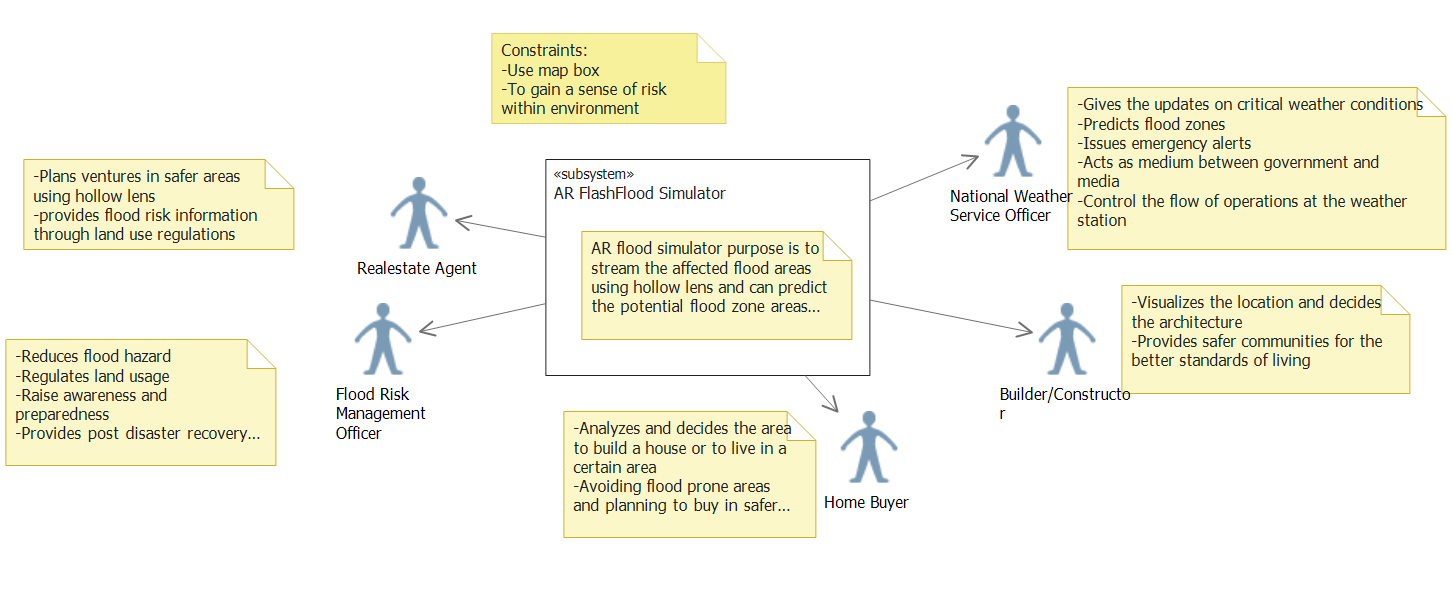 Constraints:
-Use map box
-To gain a sense of risk
within environment
-Gives the updates on critical weather conditions
-Predicts flood zones
-Issues emergency alerts
-Acts as medium between government and
media
-Control the flow of operations at the weather
station
National Weather
Service Officer
-Plans ventures in safer areas
using hollow lens
-provides flood risk information
through land use regulations
Realestate Agent
«subsystem»
AR FlashFlood Simulator
AR flood simulator purpose is to
stream the affected flood areas
using hollow lens and can predict
the potential flood zone areas...
-Visualizes the location and decides
the architecture
-Provides safer communities for the
better standards of living
Builder/Constructo
r
-Reduces flood hazard
-Regulates land usage
-Raise awareness and
preparedness
-Provides post disaster recovery...
Flood Risk
Management
Officer
-Analyzes and decides the area
to build a house or to live in a
certain area
-Avoiding flood prone areas
and planning to buy in safer...
Home Buyer